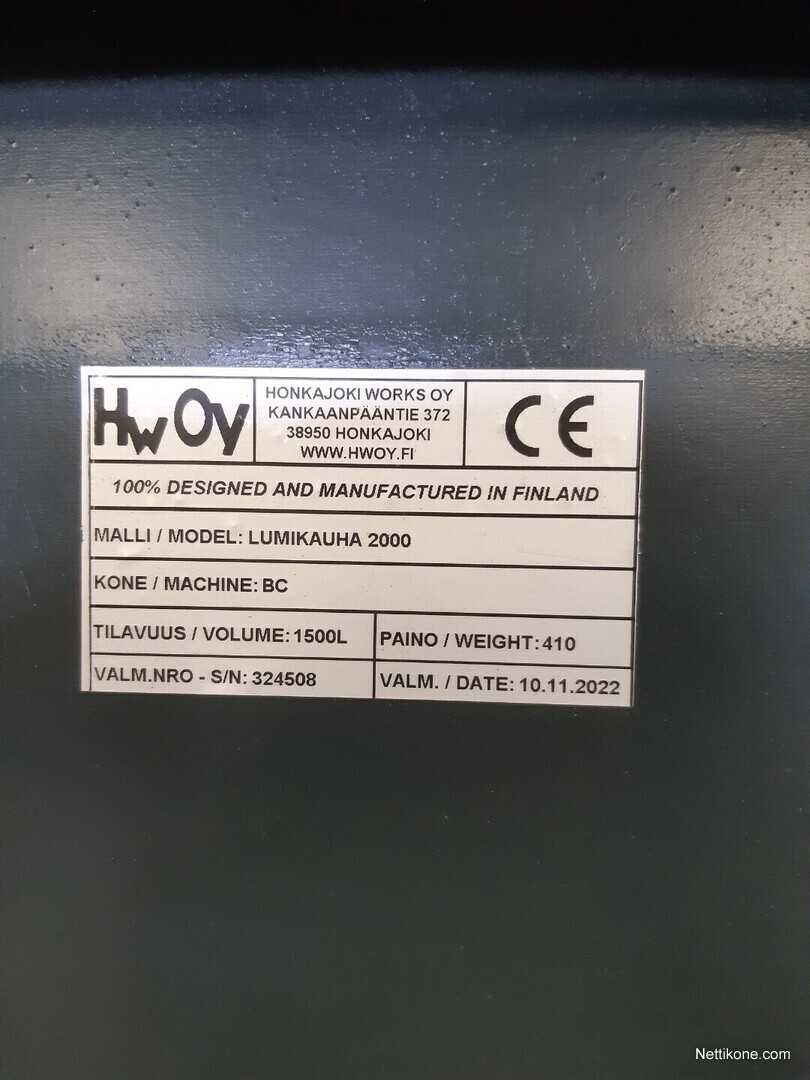 HwOy
HONKAJOKI WORKS OY
KANKAANPÄÄNTIE 372
38950 HONKAJOKI
WWW.HWOY.FI
CE
100% DESIGNED AND MANUFACTURED IN FINLAND
MALLI / MODEL: LUMIKAUHA 2000
KONE / MACHINE: BC
TILAVUUS / VOLUME: 1500L
PAINO / WEIGHT: 410
VALM.NRO - S/N: 324508
VALM. / DATE: 10.11.2022
Nettikone.com